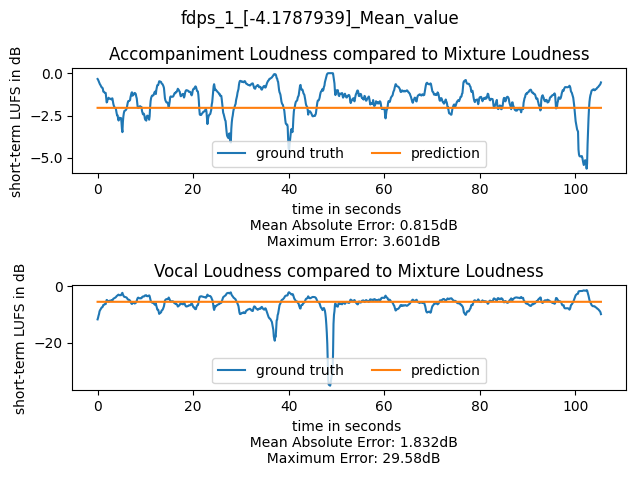 fdps_1_[-4.1787939]_Mean_value
Accompaniment Loudness compared to Mixture Loudness
short-term LUFS in dB
0.0
−2.5
−5.0
ground truth prediction
0 20 40 60 80 100
time in seconds
Mean Absolute Error: 0.815dB
Maximum Error: 3.601dB
Vocal Loudness compared to Mixture Loudness
short-term LUFS in dB
0
−20
ground truth prediction
0 20 40 60 80 100
time in seconds
Mean Absolute Error: 1.832dB
Maximum Error: 29.58dB